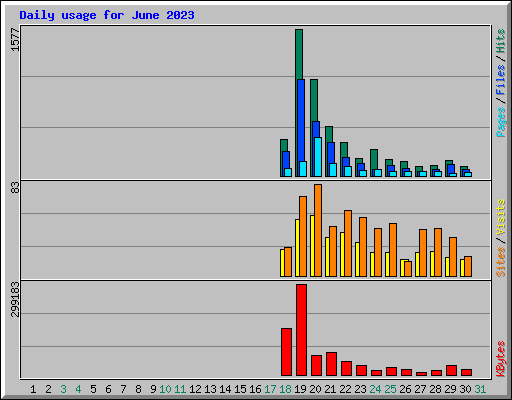 Daily usage for June 2023
1577
83
299183
Pages/Files/Hits
Sites/Visits
KBytes
1 2 3 4 5 6 7 8 9 10 11 12 13 14 15 16 17 18 19 20 21 22 23 24 25 26 27 28 29 30 31